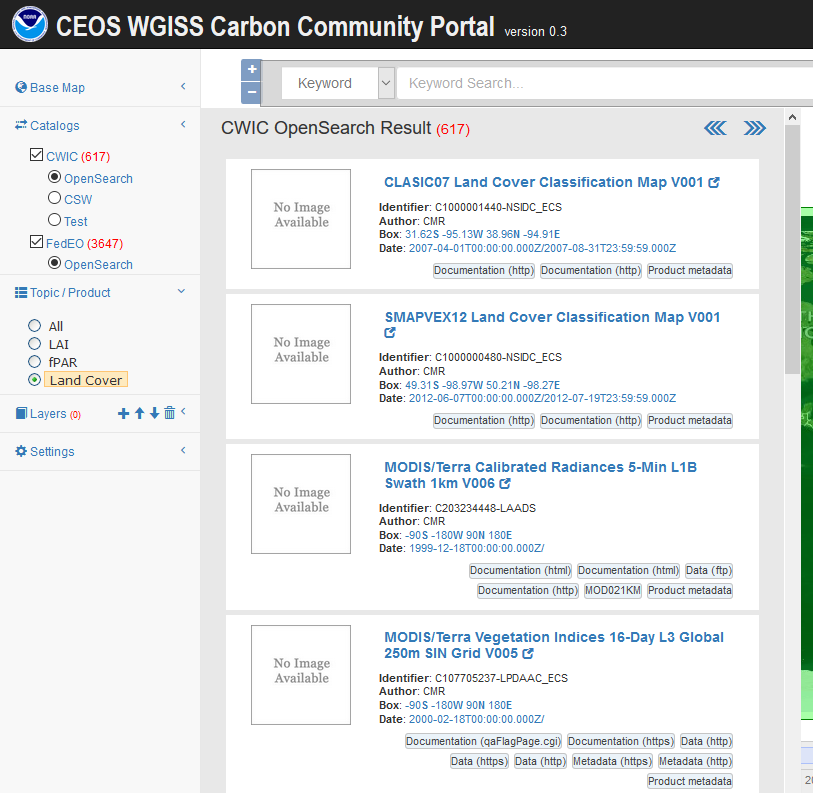 NOAA
CEOS WGISS Carbon Community Portal version 0.3
Base Map
Catalogs
CWIC (617)
OpenSearch
CSW
Test
FedEO (3647)
OpenSearch
Topic / Product
All
LAI
fPAR
Land Cover
Layers (0)
Settings
+
−
Keyword
Keyword Search...
CWIC OpenSearch Result (617)
No Image
Available
CLASIC07 Land Cover Classification Map V001
Identifier: C1000001440-NSIDC_ECS
Author: CMR
Box: 31.62S -95.13W 38.96N -94.91E
Date: 2007-04-01T00:00:00.000Z/2007-08-31T23:59:59.000Z
Documentation (http) Documentation (http) Product metadata
No Image
Available
SMAPVEX12 Land Cover Classification Map V001
Identifier: C1000000480-NSIDC_ECS
Author: CMR
Box: 49.31S -98.97W 50.21N -98.27E
Date: 2012-06-07T00:00:00.000Z/2012-07-19T23:59:59.000Z
Documentation (http) Documentation (http) Product metadata
No Image
Available
MODIS/Terra Calibrated Radiances 5-Min L1B
Swath 1km V006
Identifier: C203234448-LAADS
Author: CMR
Box: -90S -180W 90N 180E
Date: 1999-12-18T00:00:00.000Z/
Documentation (html) Documentation (html) Data (ftp)
Documentation (http) MOD021KM Product metadata
No Image
Available
MODIS/Terra Vegetation Indices 16-Day L3 Global
250m SIN Grid V005
Identifier: C107705237-LPDAAC_ECS
Author: CMR
Box: -90S -180W 90N 180E
Date: 2000-02-18T00:00:00.000Z/
Documentation (qaFlagPage.cgi) Documentation (https) Data (http)
Data (https) Data (http) Metadata (https) Metadata (http)
Product metadata